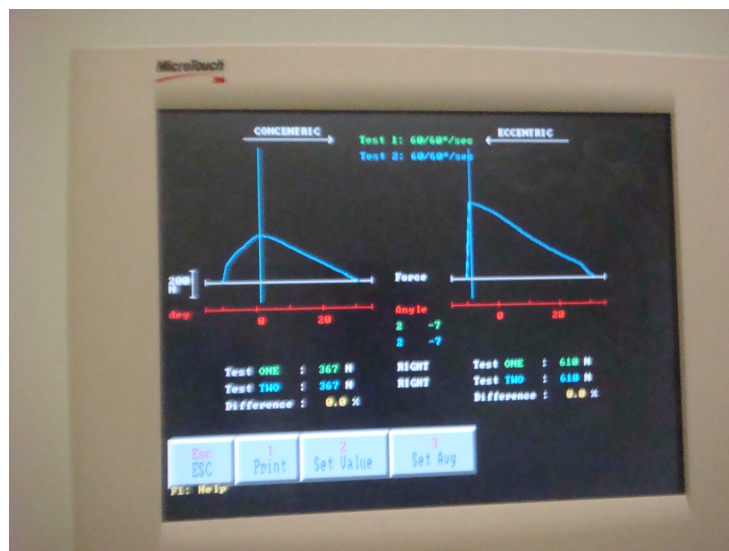 MicroTouch
3M
CONCENTRIC
Test 1: 60/60°/sec
ECCENTRIC
Test 2: 60/60°/sec
200
N
Force
deg
0 20
Angle
0 20
2 -7
2 -7
Test ONE : 367 N
RIGHT
Test ONE : 610 N
Test TWO : 367 N
RIGHT
Test TWO : 610 N
Difference : 0.0 %
Difference : 0.0 %
Esc 1 2 3
ESC Print Set Value Set Avg
F1: Help